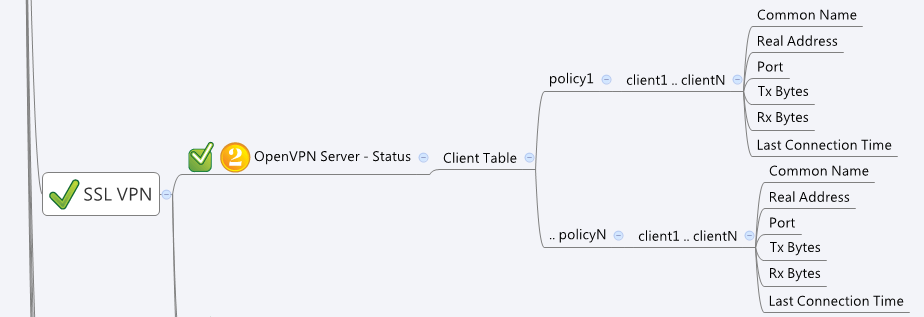 SSL VPN
2
OpenVPN Server - Status
Client Table
policy1
client1 .. clientN
Common Name
Real Address
Port
Tx Bytes
Rx Bytes
Last Connection Time
.. policyN
client1 .. clientN
Common Name
Real Address
Port
Tx Bytes
Rx Bytes
Last Connection Time